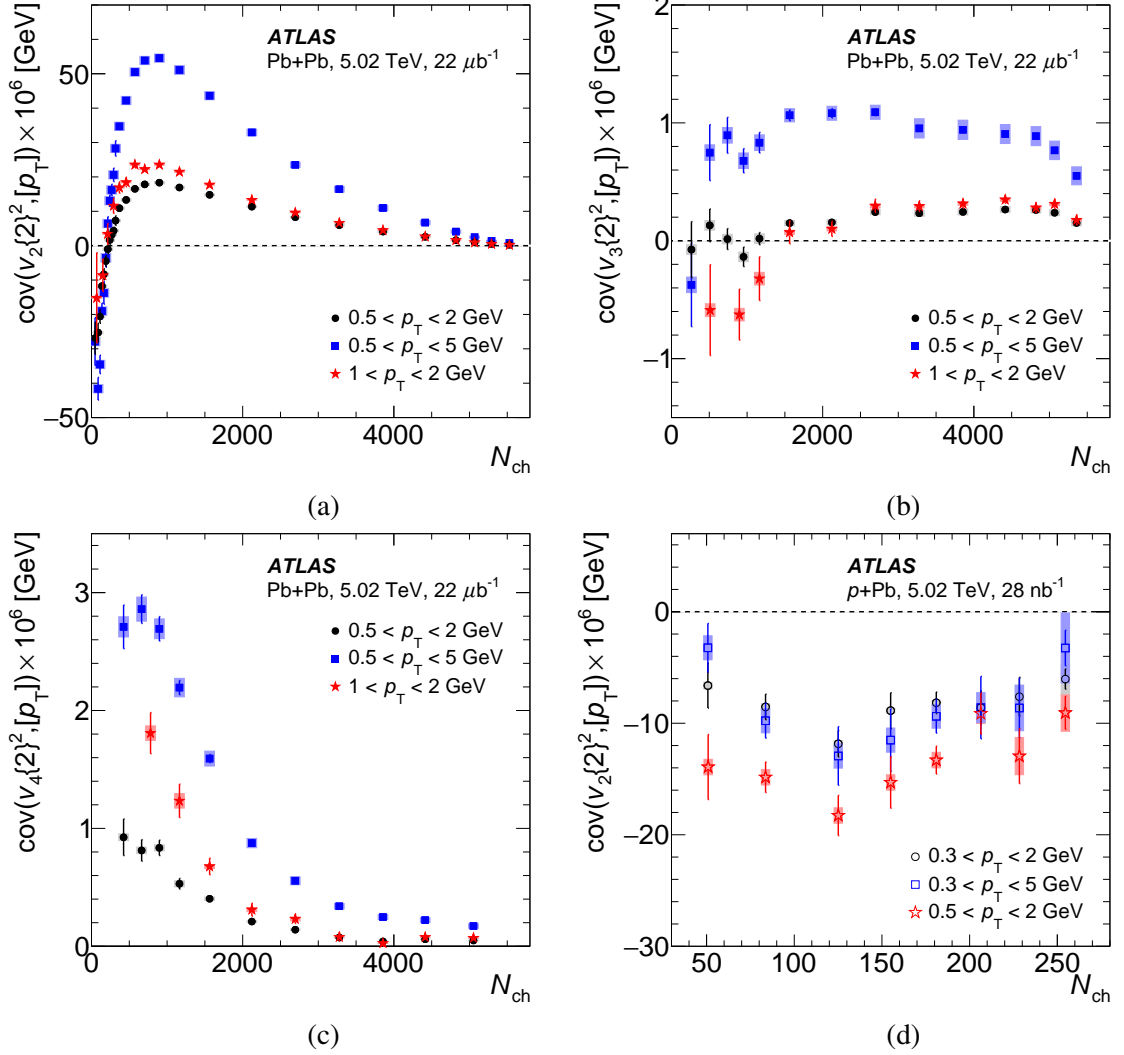 cov(v₂{2}²,[p_T]) × 10⁶ [GeV]
ATLAS
Pb+Pb, 5.02 TeV, 22 μb⁻¹
50
0
−50
0.5 < p_T < 2 GeV
0.5 < p_T < 5 GeV
1 < p_T < 2 GeV
0 2000 4000
N_ch
(a)
cov(v₃{2}²,[p_T]) × 10⁶ [GeV]
ATLAS
Pb+Pb, 5.02 TeV, 22 μb⁻¹
2
1
0
−1
0.5 < p_T < 2 GeV
0.5 < p_T < 5 GeV
1 < p_T < 2 GeV
0 2000 4000
N_ch
(b)
cov(v₄{2}²,[p_T]) × 10⁶ [GeV]
ATLAS
Pb+Pb, 5.02 TeV, 22 μb⁻¹
0.5 < p_T < 2 GeV
0.5 < p_T < 5 GeV
1 < p_T < 2 GeV
3
2
1
0
0 2000 4000
N_ch
(c)
cov(v₂{2}²,[p_T]) × 10⁶ [GeV]
ATLAS
p+Pb, 5.02 TeV, 28 nb⁻¹
0
−10
−20
−30
0.3 < p_T < 2 GeV
0.3 < p_T < 5 GeV
0.5 < p_T < 2 GeV
50 100 150 200 250
N_ch
(d)